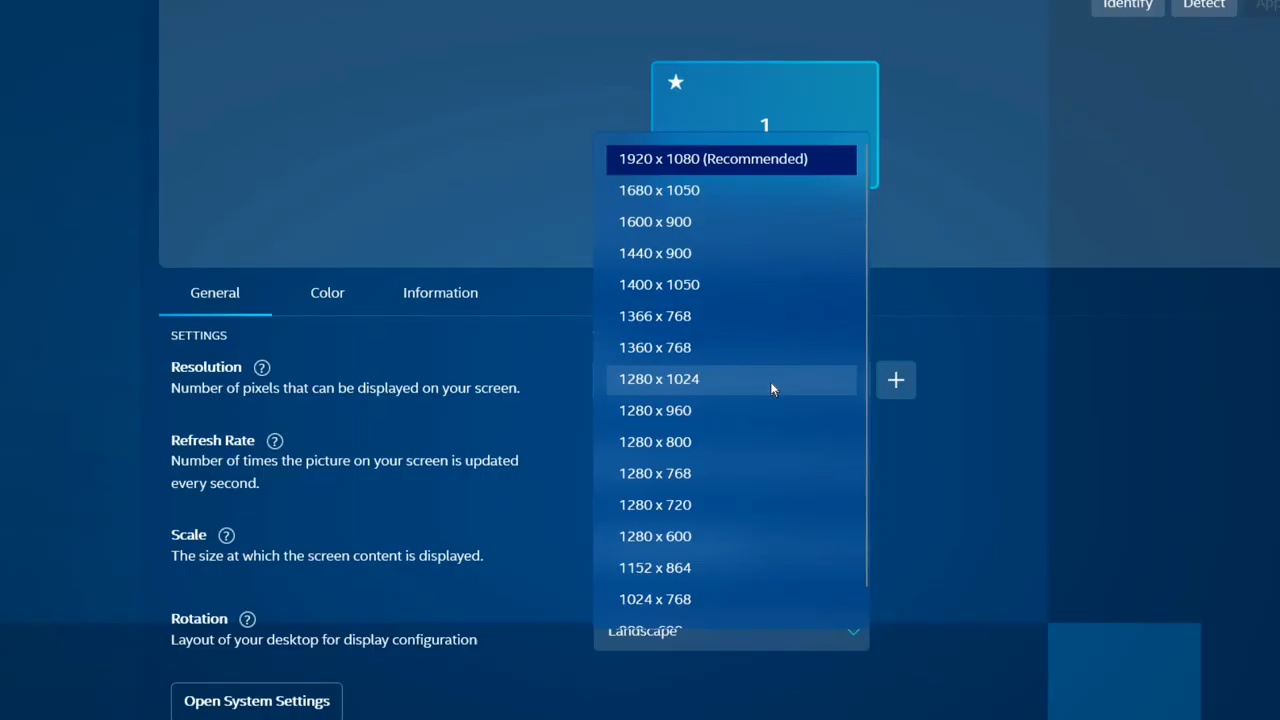 Identify
Detect
1
1920 x 1080 (Recommended)
1680 x 1050
1600 x 900
1440 x 900
1400 x 1050
1366 x 768
1360 x 768
1280 x 1024
1280 x 960
1280 x 800
1280 x 768
1280 x 720
1280 x 600
1152 x 864
1024 x 768
General
Color
Information
SETTINGS
Resolution ?
Number of pixels that can be displayed on your screen.
+
Refresh Rate ?
Number of times the picture on your screen is updated
every second.
Scale ?
The size at which the screen content is displayed.
Rotation ?
Layout of your desktop for display configuration
Landscape
Open System Settings